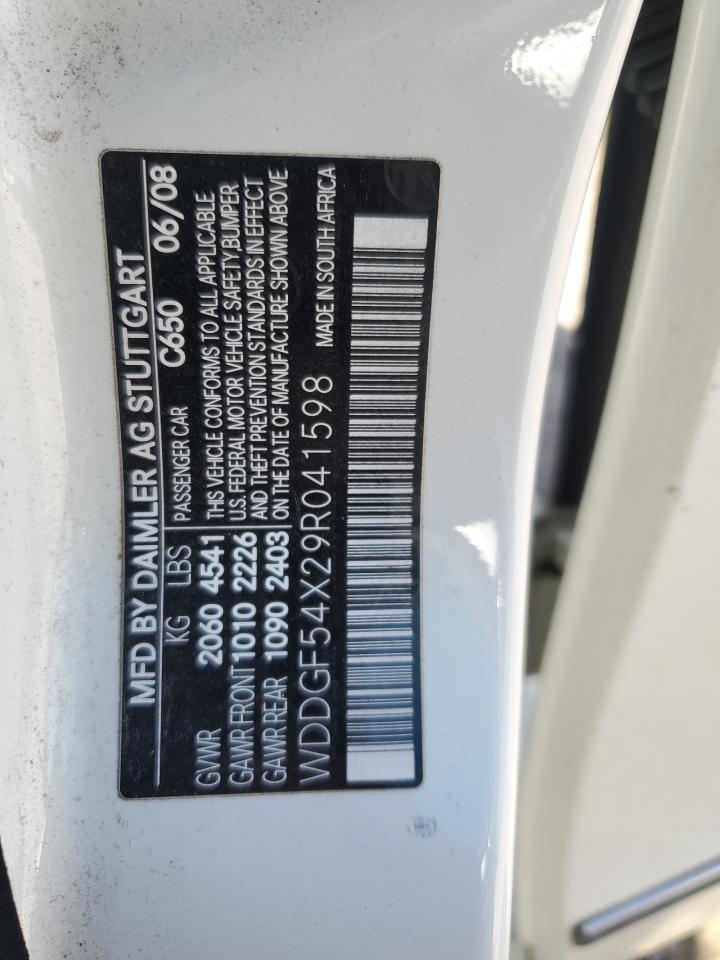 MFD BY DAIMLER AG STUTTGART
KG LBS PASSENGER CAR C650 06/08
GVWR 2060 4541 THIS VEHICLE CONFORMS TO ALL APPLICABLE
U.S. FEDERAL MOTOR VEHICLE SAFETY,BUMPER
GAWR FRONT 1010 2226 AND THEFT PREVENTION STANDARDS IN EFFECT
GAWR REAR 1090 2403 ON THE DATE OF MANUFACTURE SHOWN ABOVE
WDDGF54X29R041598 MADE IN SOUTH AFRICA